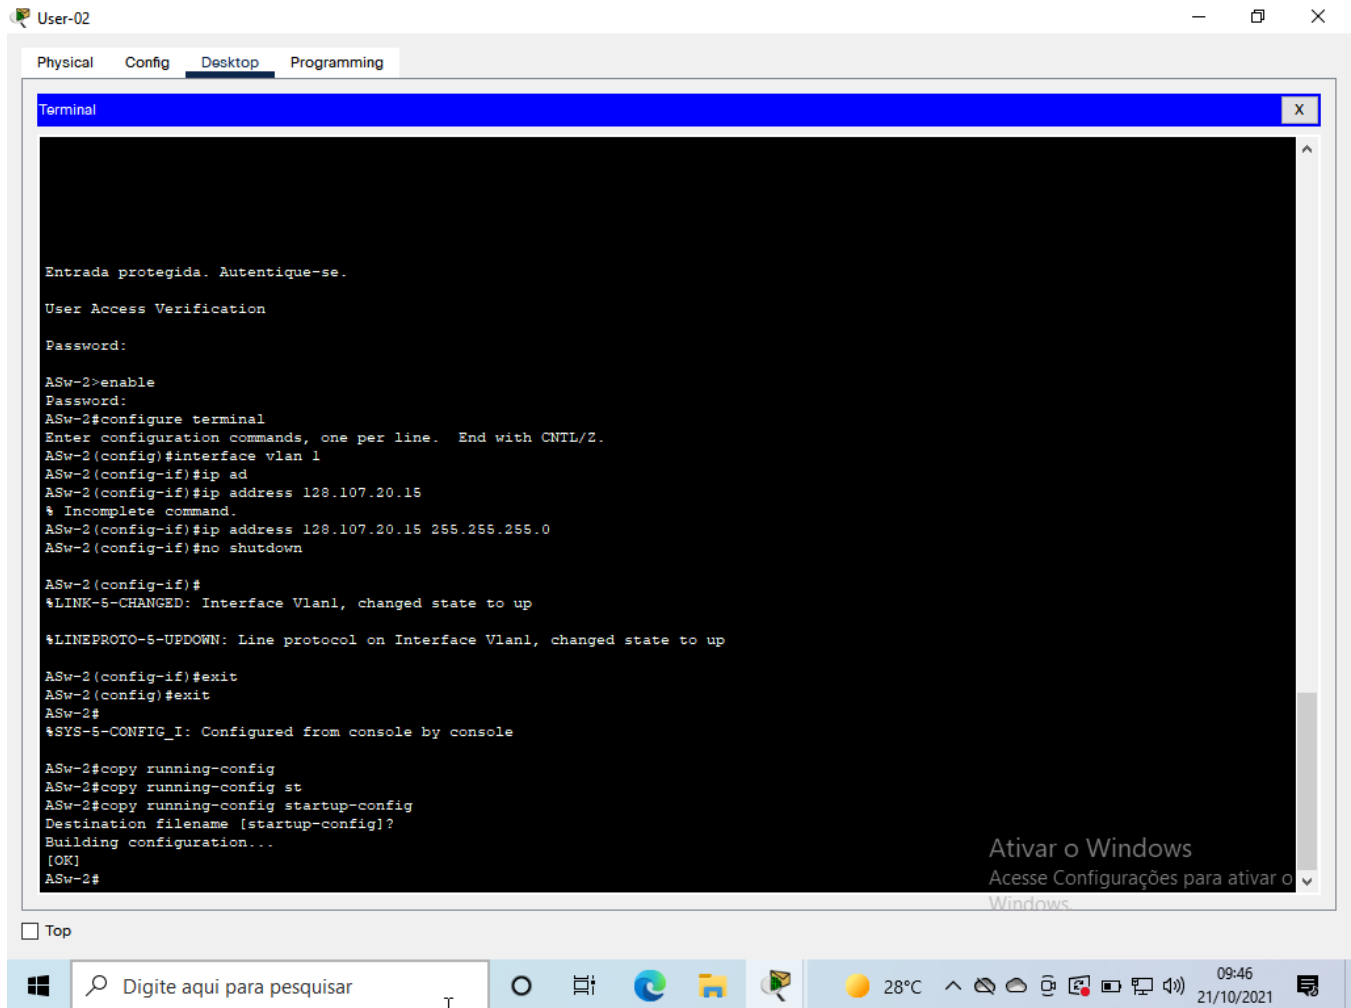 User-02
Physical Config Desktop Programming
Terminal
X
Entrada protegida. Autentique-se.
User Access Verification
Password:
ASw-2>enable
Password:
ASw-2#configure terminal
Enter configuration commands, one per line.  End with CNTL/Z.
ASw-2(config)#interface vlan 1
ASw-2(config-if)#ip ad
ASw-2(config-if)#ip address 128.107.20.15
% Incomplete command.
ASw-2(config-if)#ip address 128.107.20.15 255.255.255.0
ASw-2(config-if)#no shutdown
ASw-2(config-if)#
%LINK-5-CHANGED: Interface Vlan1, changed state to up
%LINEPROTO-5-UPDOWN: Line protocol on Interface Vlan1, changed state to up
ASw-2(config-if)#exit
ASw-2(config)#exit
ASw-2#
%SYS-5-CONFIG_I: Configured from console by console
ASw-2#copy running-config
ASw-2#copy running-config st
ASw-2#copy running-config startup-config
Destination filename [startup-config]?
Building configuration...
[OK]
ASw-2#
Ativar o Windows
Acesse Configurações para ativar o
Windows.
Top
Digite aqui para pesquisar
28°C
09:46
21/10/2021